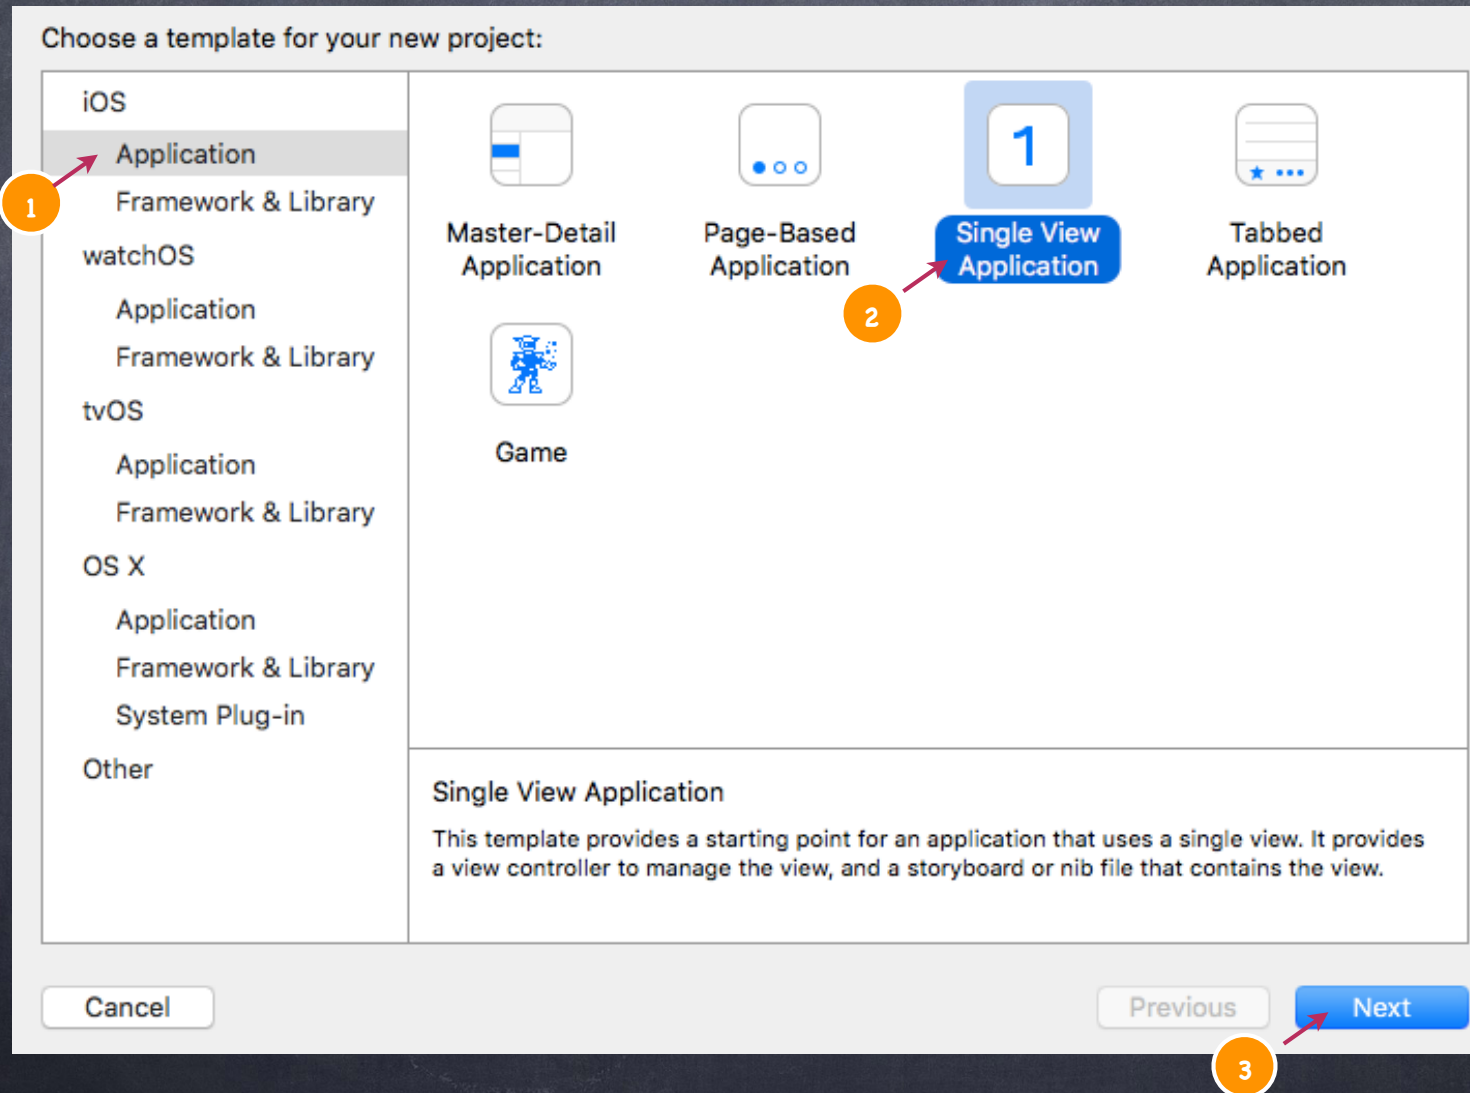 Choose a template for your new project:
iOS
Application
Framework & Library
watchOS
Application
Framework & Library
tvOS
Application
Framework & Library
OS X
Application
Framework & Library
System Plug-in
Other
1
Master-Detail
Application
Page-Based
Application
1
Single View
Application
Tabbed
Application
2
Game
Single View Application
This template provides a starting point for an application that uses a single view. It provides
a view controller to manage the view, and a storyboard or nib file that contains the view.
Cancel
Previous
Next
3